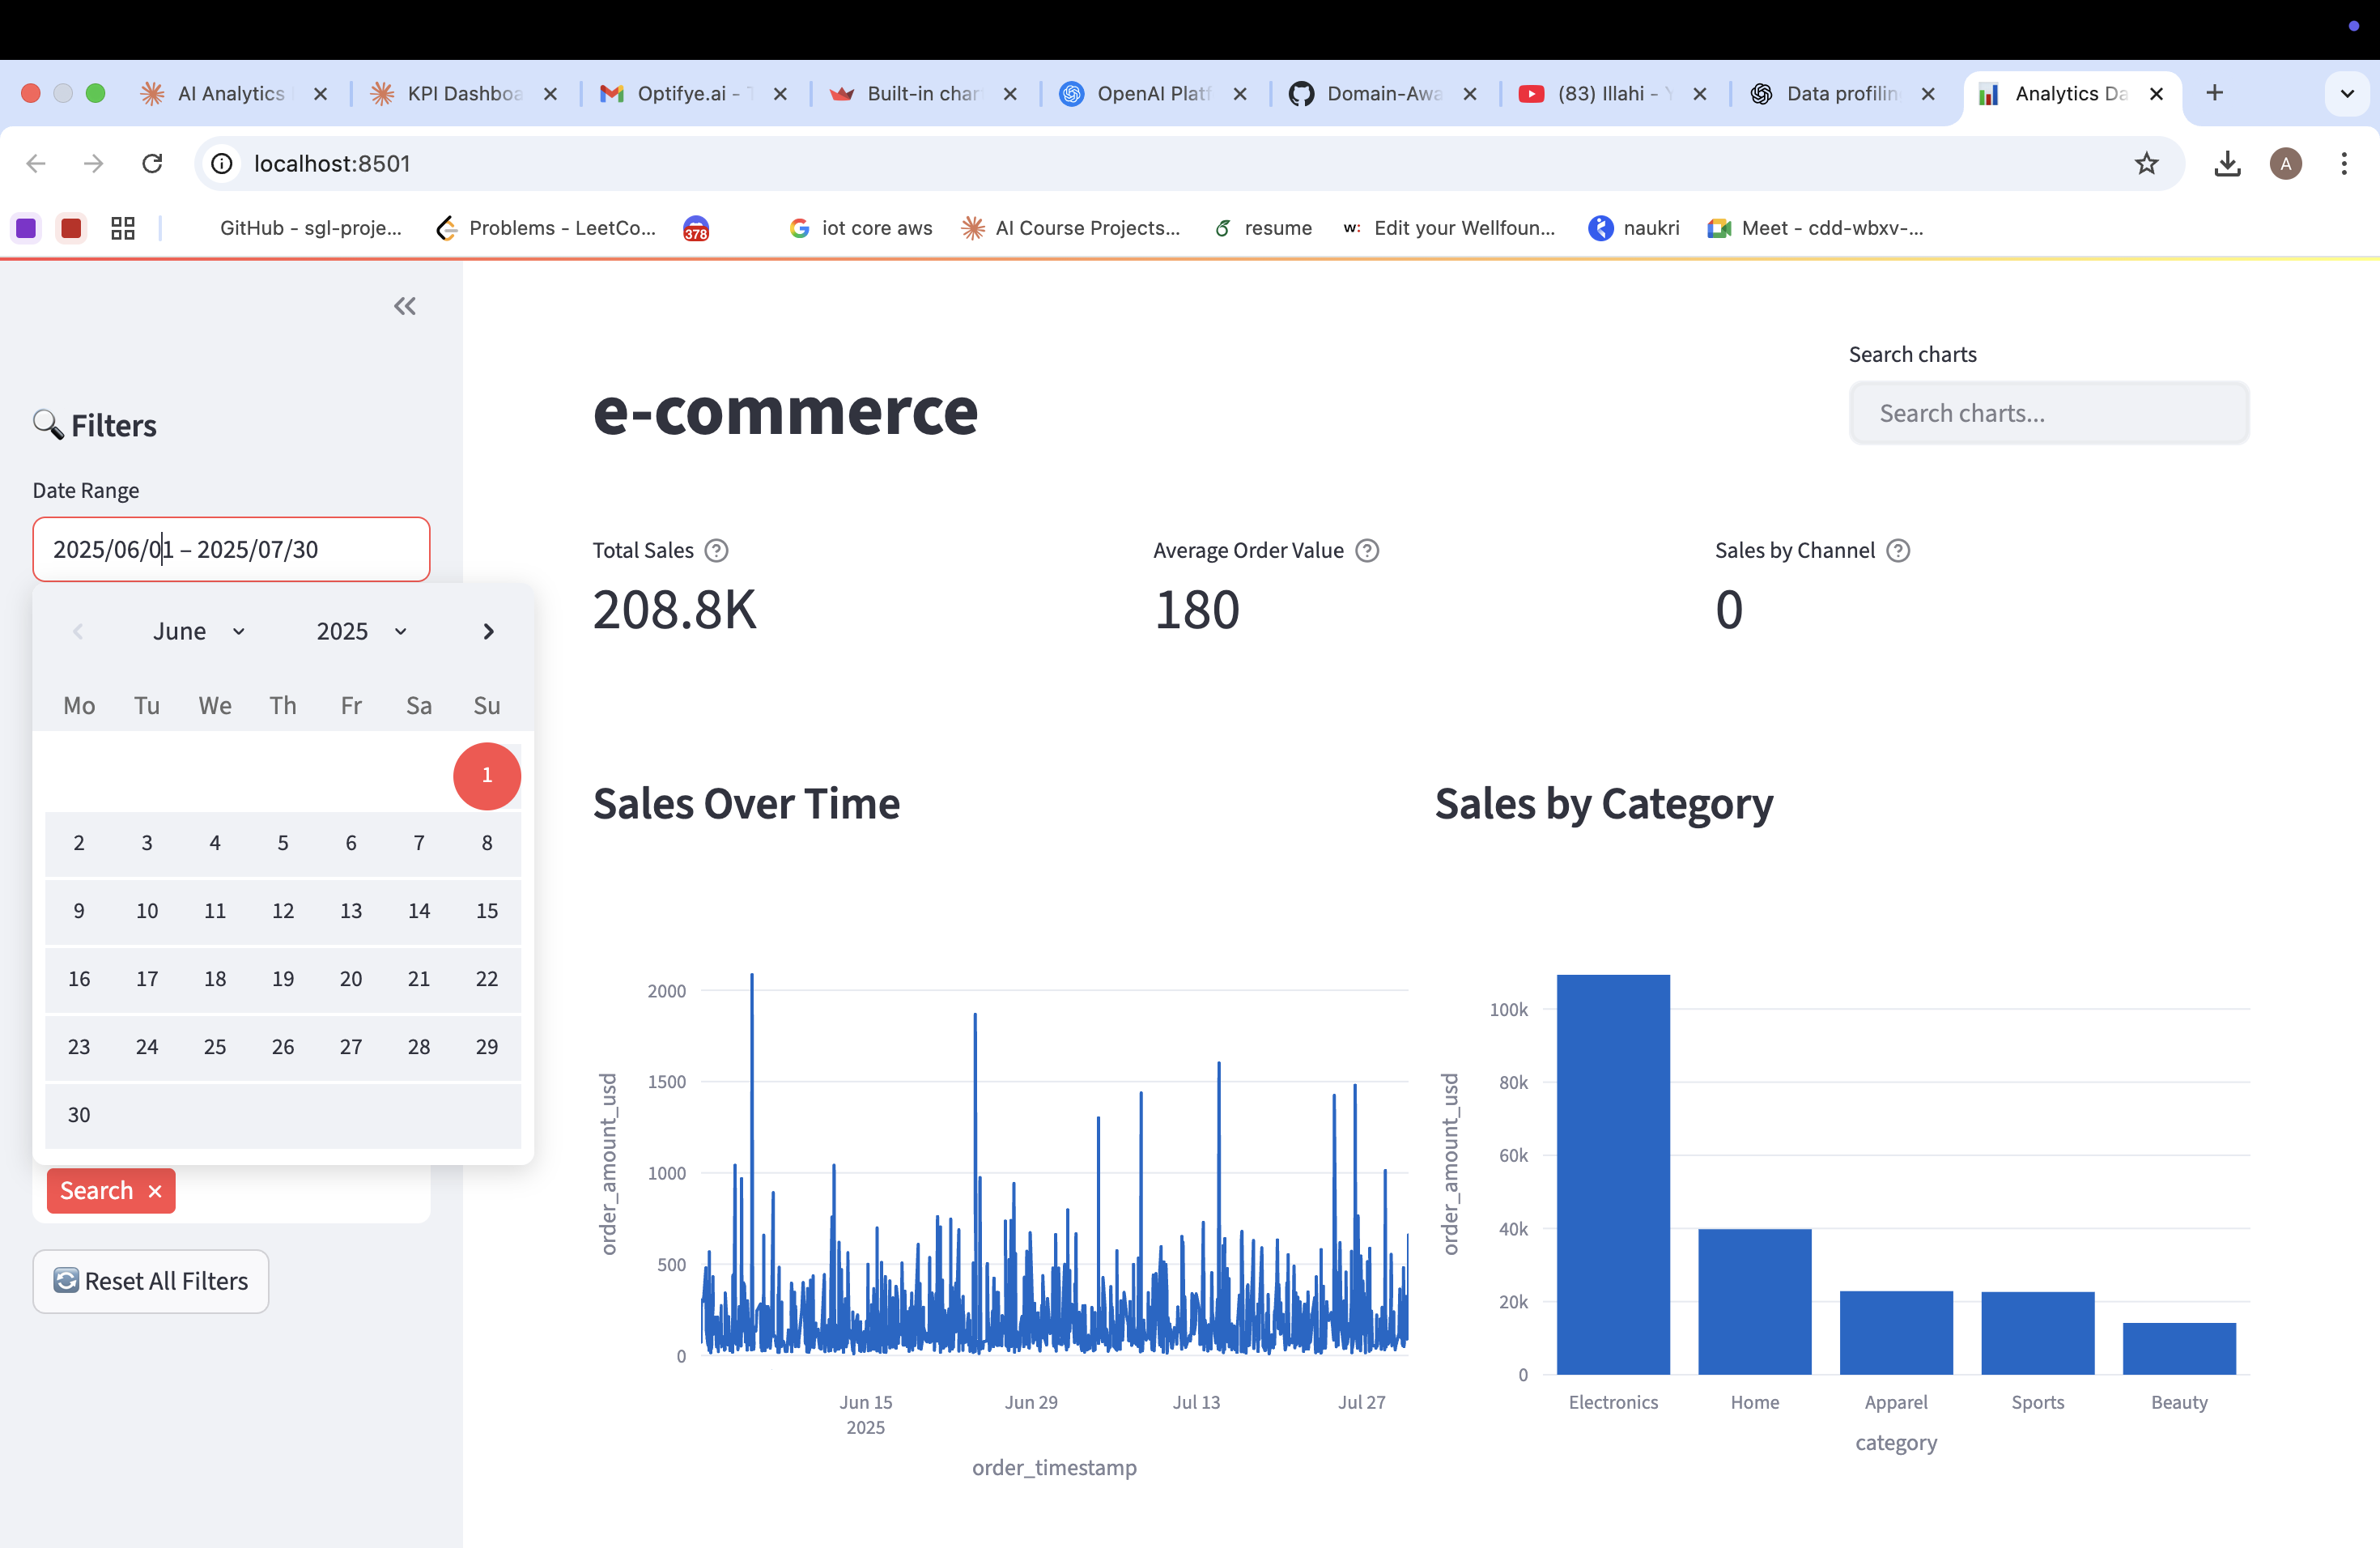 AI Analytics
KPI Dashboa
Optifye.ai -
Built-in char
OpenAI Platf
Domain-Awa
(83) Illahi -
Data profilin
Analytics Da
localhost:8501
A
GitHub - sgl-proje...
Problems - LeetCo...
378
iot core aws
AI Course Projects...
resume
w: Edit your Wellfoun...
naukri
Meet - cdd-wbxv-...
Filters
Date Range
2025/06/01 – 2025/07/30
June 2025
Mo Tu We Th Fr Sa Su
1
2 3 4 5 6 7 8
9 10 11 12 13 14 15
16 17 18 19 20 21 22
23 24 25 26 27 28 29
30
Search
Reset All Filters
Search charts
e-commerce
Search charts...
Total Sales
208.8K
Average Order Value
180
Sales by Channel
0
Sales Over Time
2000
1500
1000
500
0
order_amount_usd
Jun 15
2025
Jun 29
Jul 13
Jul 27
order_timestamp
Sales by Category
100k
80k
60k
40k
20k
0
order_amount_usd
Electronics
Home
Apparel
Sports
Beauty
category